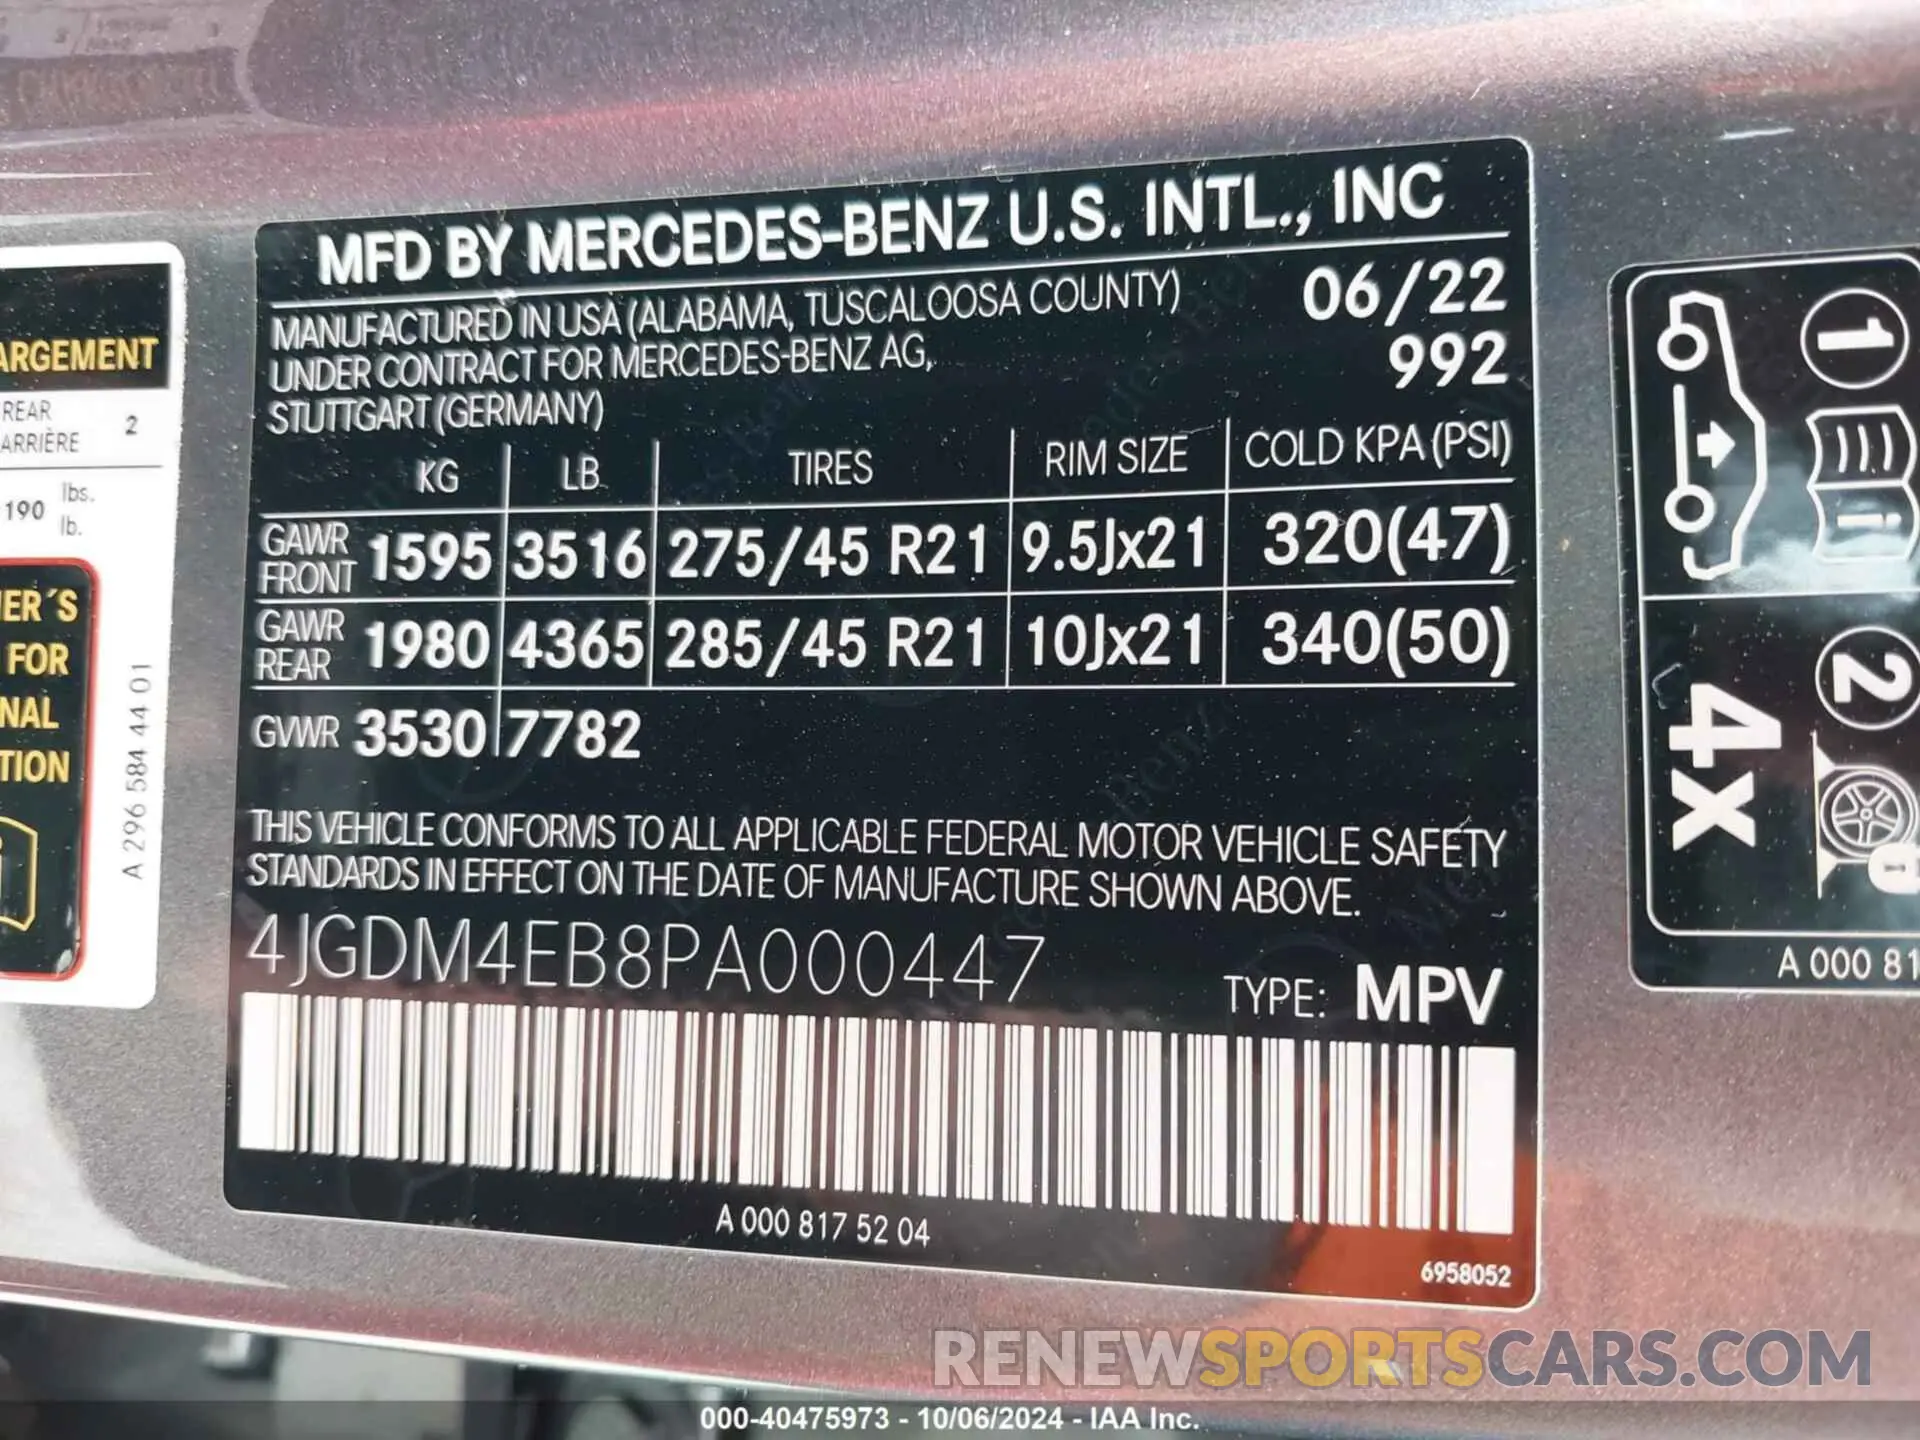 MFD BY MERCEDES-BENZ U.S. INTL., INC
MANUFACTURED IN USA (ALABAMA, TUSCALOOSA COUNTY) 06/22
UNDER CONTRACT FOR MERCEDES-BENZ AG, 992
STUTTGART (GERMANY)
KG LB TIRES RIM SIZE COLD KPA (PSI)
GAWR FRONT 1595 3516 275/45 R21 9.5Jx21 320(47)
GAWR REAR 1980 4365 285/45 R21 10Jx21 340(50)
GVWR 3530 7782
THIS VEHICLE CONFORMS TO ALL APPLICABLE FEDERAL MOTOR VEHICLE SAFETY
STANDARDS IN EFFECT ON THE DATE OF MANUFACTURE SHOWN ABOVE.
4JGDM4EB8PA000447
TYPE: MPV
A 000 817 52 04
6958052
ARGEMENT
REAR
ARRIÈRE 2
190 lbs.
lb.
ER´S
FOR
NAL
TION
A 296 584 44 01
1
2
4x
A 000 81
RENEWSPORTSCARS.COM
000-40475973 - 10/06/2024 - IAA Inc.